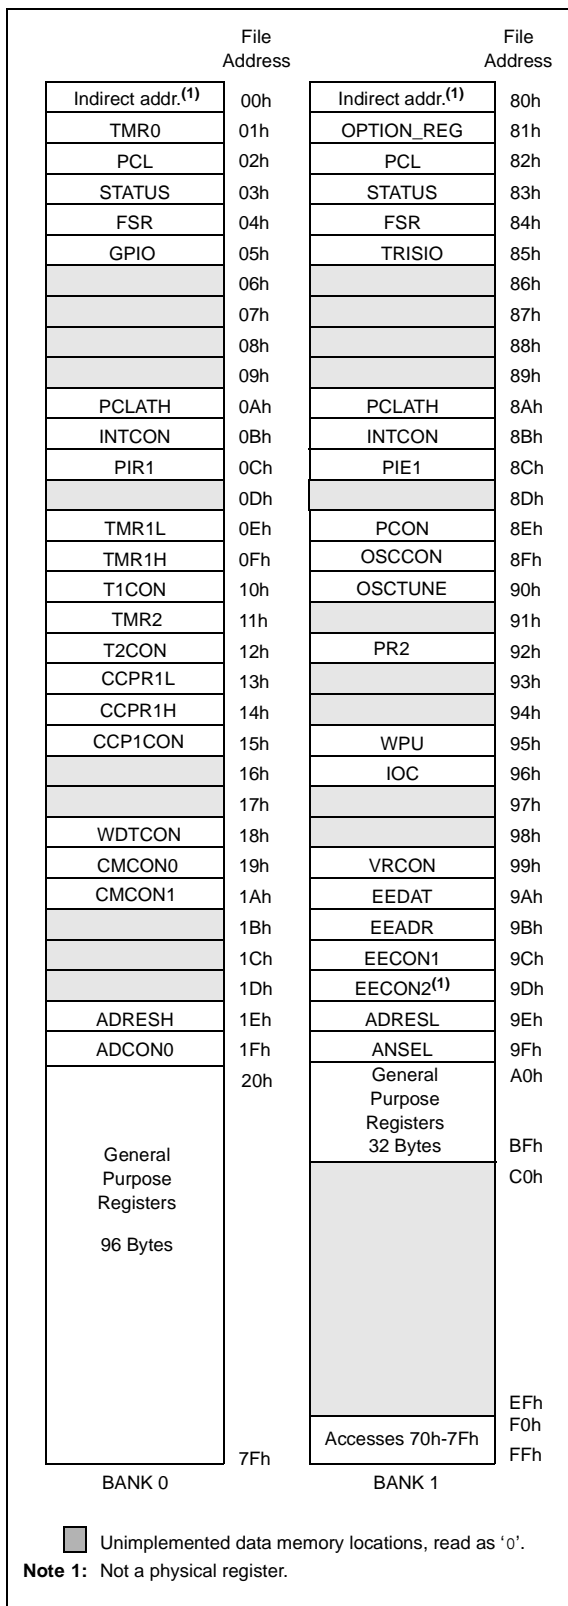 File File
Address Address
Indirect addr.(1) 00h Indirect addr.(1) 80h
TMR0 01h OPTION_REG 81h
PCL 02h PCL 82h
STATUS 03h STATUS 83h
FSR 04h FSR 84h
GPIO 05h TRISIO 85h
06h 86h
07h 87h
08h 88h
09h 89h
PCLATH 0Ah PCLATH 8Ah
INTCON 0Bh INTCON 8Bh
PIR1 0Ch PIE1 8Ch
0Dh 8Dh
TMR1L 0Eh PCON 8Eh
TMR1H 0Fh OSCCON 8Fh
T1CON 10h OSCTUNE 90h
TMR2 11h 91h
T2CON 12h PR2 92h
CCPR1L 13h 93h
CCPR1H 14h 94h
CCP1CON 15h WPU 95h
16h IOC 96h
17h 97h
WDTCON 18h 98h
CMCON0 19h VRCON 99h
CMCON1 1Ah EEDAT 9Ah
1Bh EEADR 9Bh
1Ch EECON1 9Ch
1Dh EECON2(1) 9Dh
ADRESH 1Eh ADRESL 9Eh
ADCON0 1Fh ANSEL 9Fh
20h General A0h
Purpose
Registers
32 Bytes BFh
General
Purpose
Registers
96 Bytes
C0h
EFh
F0h
Accesses 70h-7Fh
7Fh FFh
BANK 0 BANK 1
Unimplemented data memory locations, read as ‘0’.
Note 1: Not a physical register.